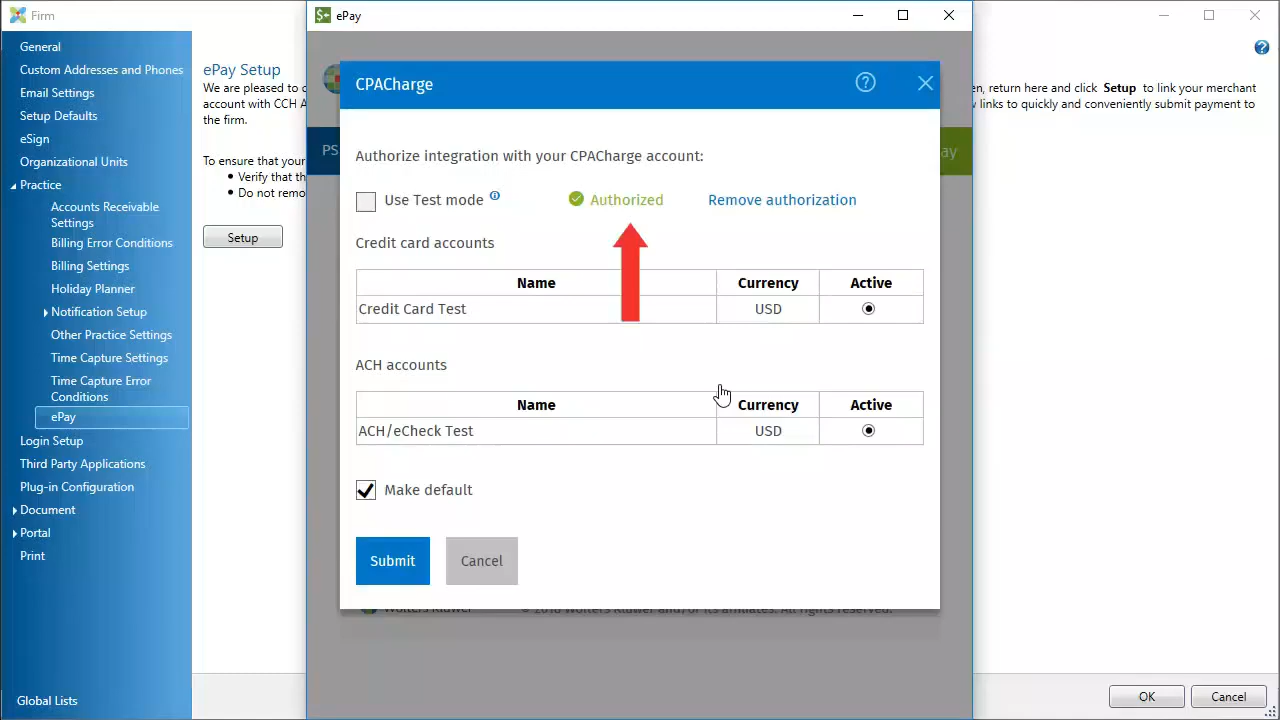 Firm
ePay
General
Custom Addresses and Phones
Email Settings
Setup Defaults
eSign
Organizational Units
Practice
Accounts Receivable
Settings
Billing Error Conditions
Billing Settings
Holiday Planner
Notification Setup
Other Practice Settings
Time Capture Settings
Time Capture Error
Conditions
ePay
Login Setup
Third Party Applications
Plug-in Configuration
Document
Portal
Print
Global Lists
ePay Setup
We are pleased to
return here and click Setup to link your merchant
account with CCH
links to quickly and conveniently submit payment to
the firm.
To ensure that your
Verify that
Do not
Setup
CPACharge
Authorize integration with your CPACharge account:
Use Test mode
Authorized
Remove authorization
Credit card accounts
Name Currency Active
Credit Card Test USD
ACH accounts
Name Currency Active
ACH/eCheck Test USD
Make default
Submit Cancel
OK Cancel